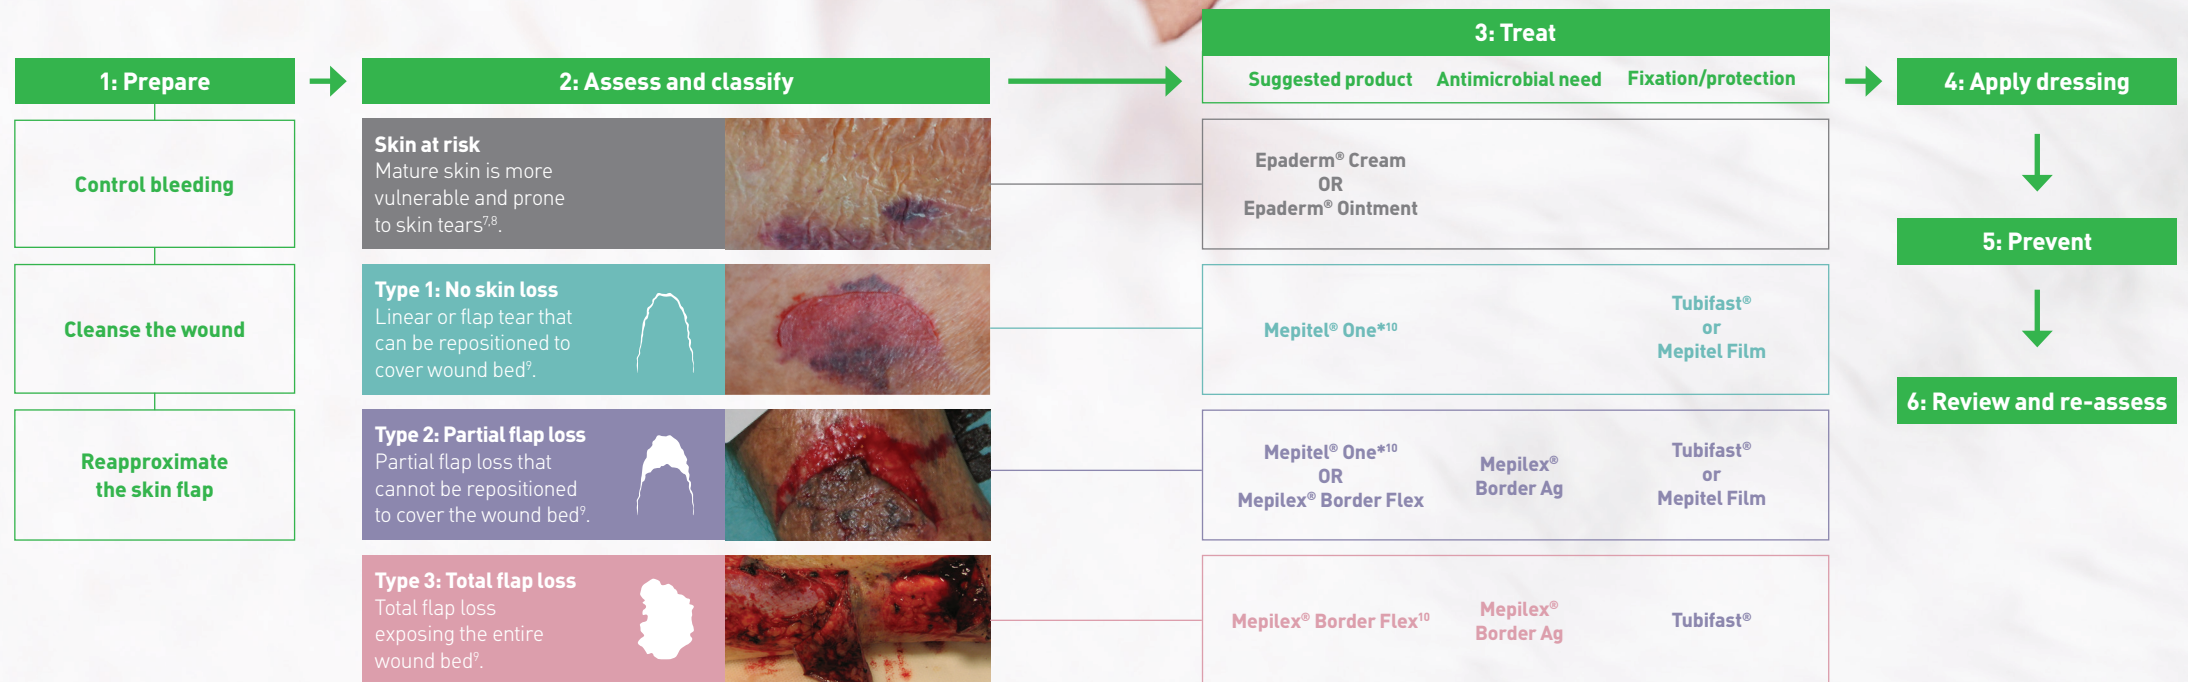 1: Prepare
Control bleeding
Cleanse the wound
Reapproximate
the skin flap
2: Assess and classify
Skin at risk
Mature skin is more
vulnerable and prone
to skin tears⁷,⁸.
Type 1: No skin loss
Linear or flap tear that
can be repositioned to
cover wound bed⁹.
Type 2: Partial flap loss
Partial flap loss that
cannot be repositioned
to cover the wound bed⁹.
Type 3: Total flap loss
Total flap loss
exposing the entire
wound bed⁹.
3: Treat
Suggested product Antimicrobial need Fixation/protection
Epaderm® Cream
OR
Epaderm® Ointment
Mepitel® One*¹⁰
Tubifast®
or
Mepitel Film
Mepitel® One*¹⁰
OR
Mepilex® Border Flex
Mepilex®
Border Ag
Tubifast®
or
Mepitel Film
Mepilex® Border Flex¹⁰
Mepilex®
Border Ag
Tubifast®
4: Apply dressing
5: Prevent
6: Review and re-assess